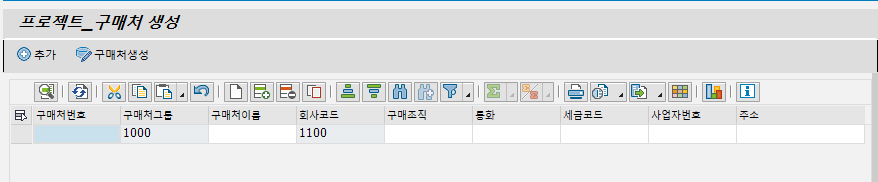 프로젝트_구매처 생성
추가 구매처생성
구매처번호 구매처그룹 구매처이름 회사코드 구매조직 통화 세금코드 사업자번호 주소
1000 1100